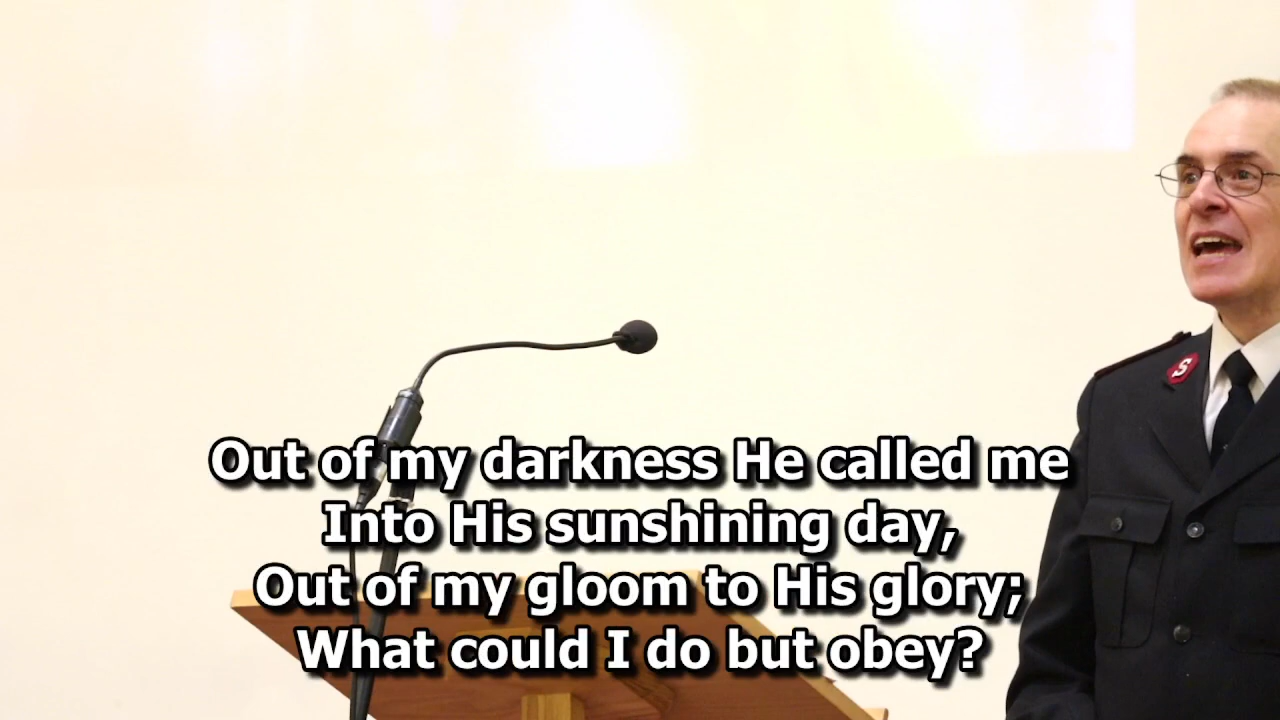 S
Out of my darkness He called me
Into His sunshining day,
Out of my gloom to His glory;
What could I do but obey?